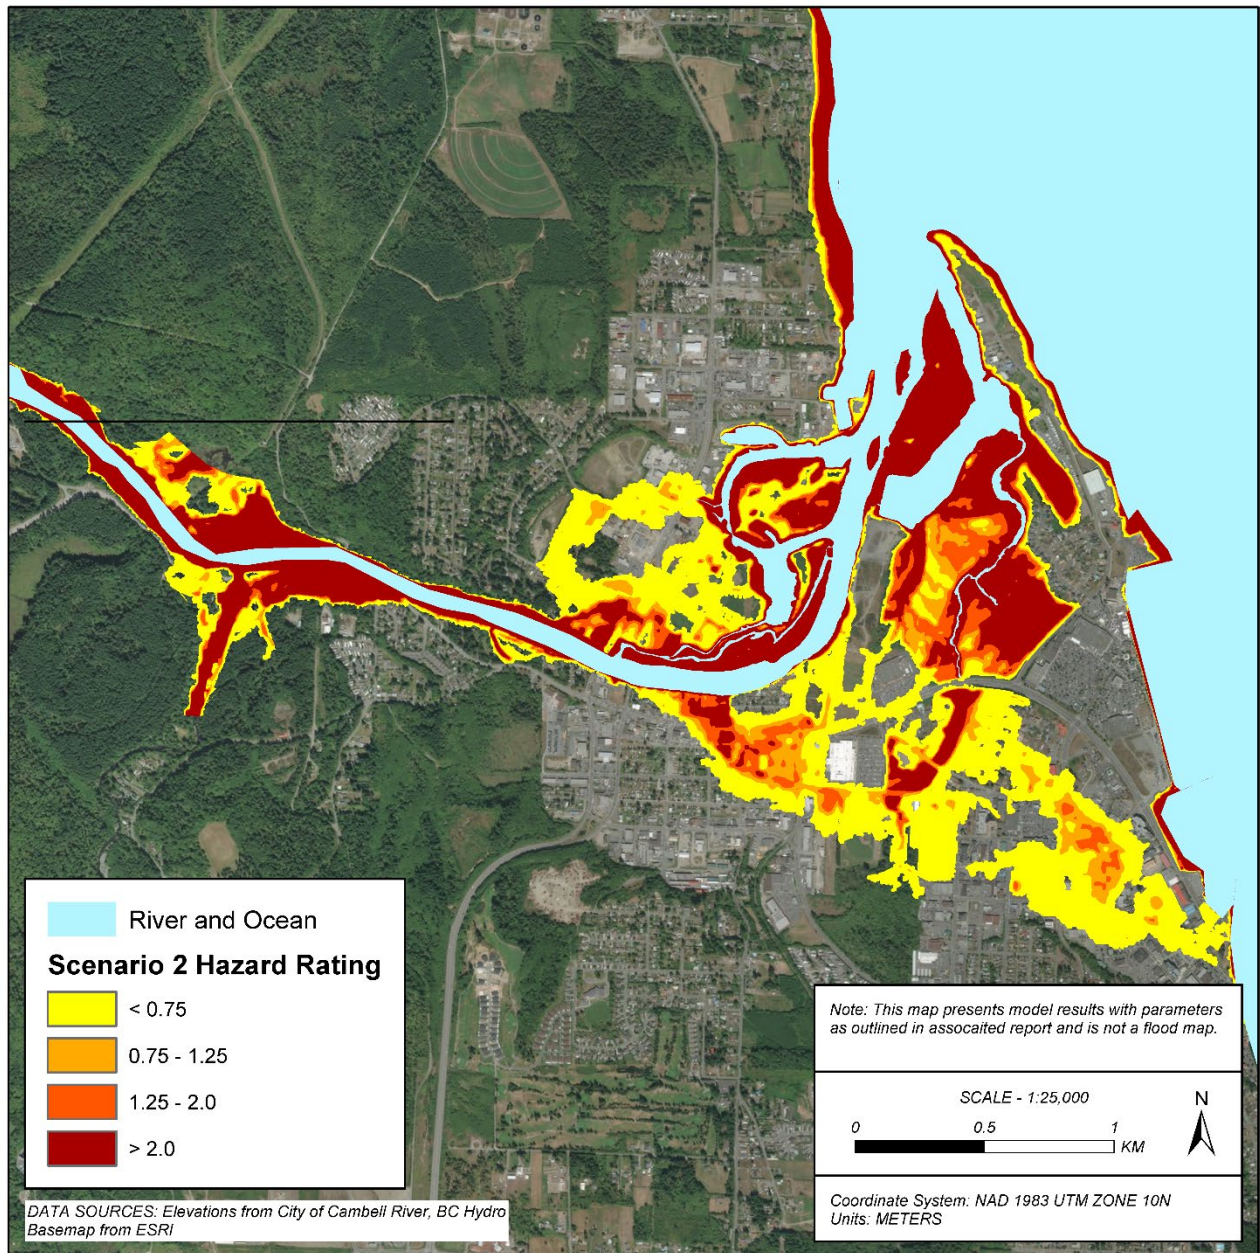 River and Ocean
Scenario 2 Hazard Rating
< 0.75
0.75 - 1.25
1.25 - 2.0
> 2.0
DATA SOURCES: Elevations from City of Cambell River, BC Hydro
Basemap from ESRI
Note: This map presents model results with parameters
as outlined in assocaited report and is not a flood map.
SCALE - 1:25,000
N
0 0.5 1
KM
Coordinate System: NAD 1983 UTM ZONE 10N
Units: METERS